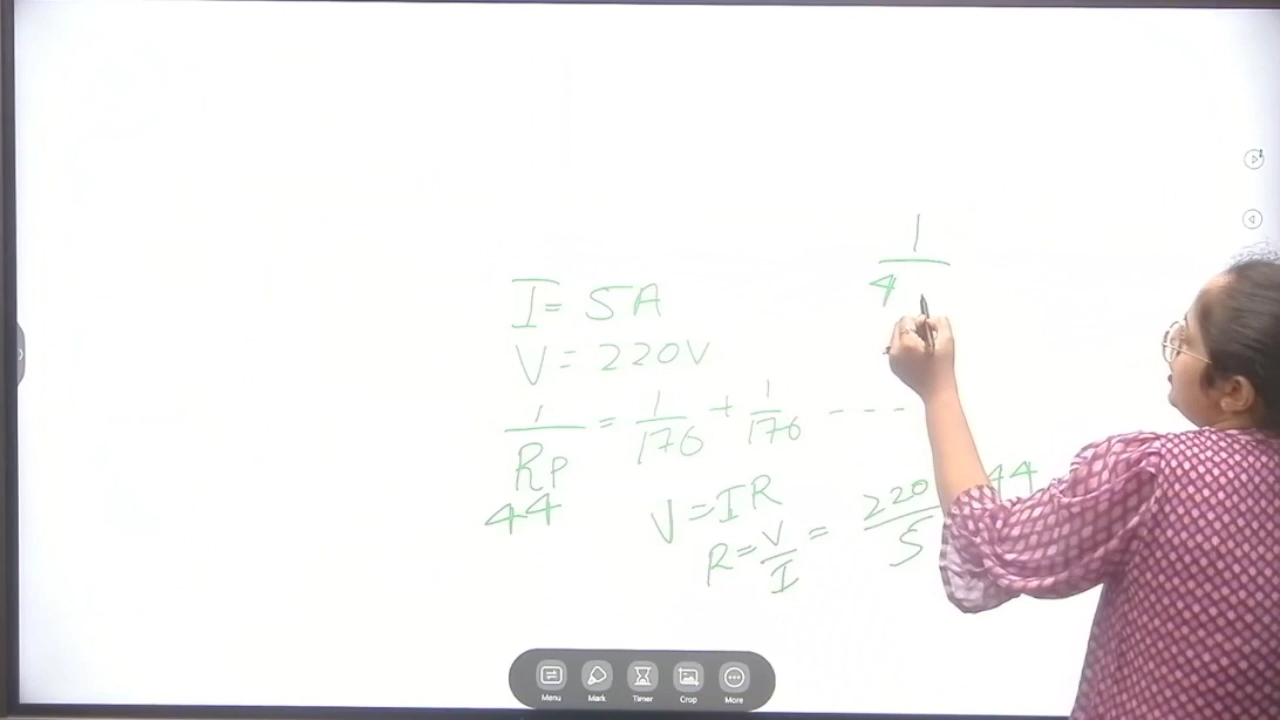 1
4
I = 5A
V = 220V
1/RP = 1/176 + 1/176 ----
44
V = IR
R = V/I = 220/5 44
Menu Mark Timer Crop More